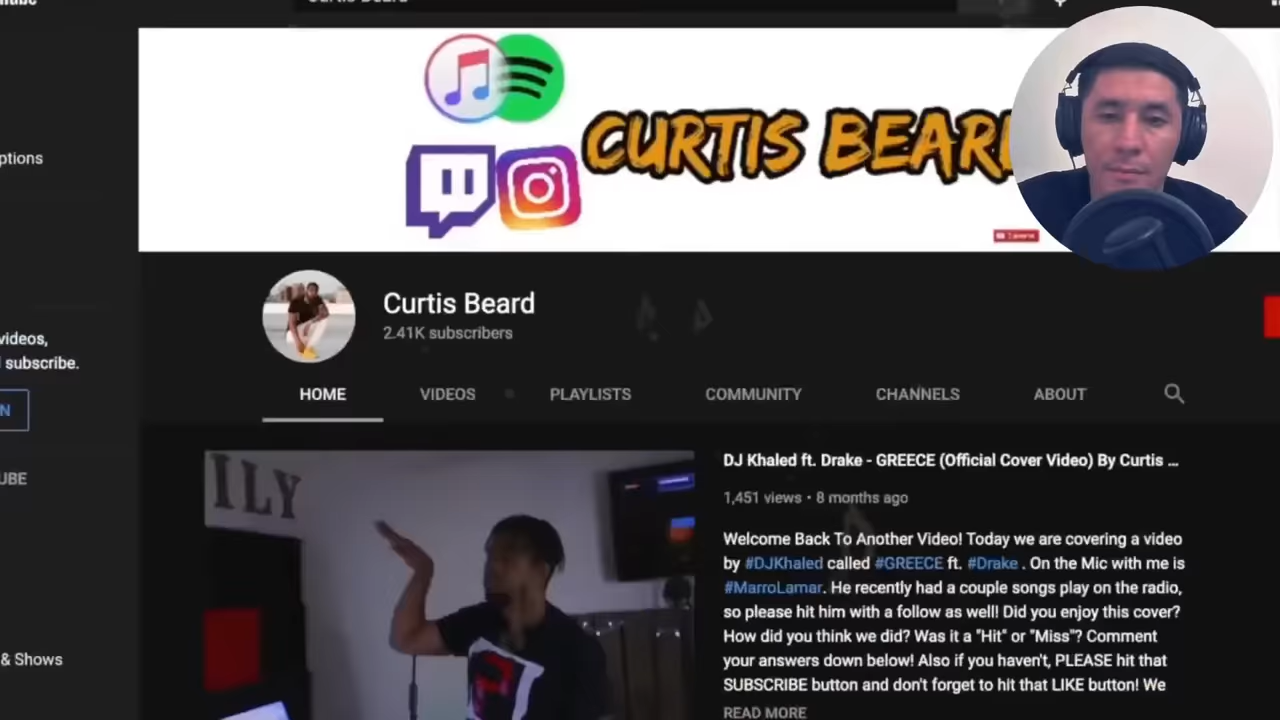 Curtis Beard
ptions
CURTIS BEARD
videos,
subscribe.
N
UBE
& Shows
Curtis Beard
2.41K subscribers
HOME VIDEOS PLAYLISTS COMMUNITY CHANNELS ABOUT
ILY
DJ Khaled ft. Drake - GREECE (Official Cover Video) By Curtis ...
1,451 views • 8 months ago
Welcome Back To Another Video! Today we are covering a video
by #DJKhaled called #GREECE ft. #Drake . On the Mic with me is
#MarroLamar. He recently had a couple songs play on the radio,
so please hit him with a follow as well! Did you enjoy this cover?
How did you think we did? Was it a "Hit" or "Miss"? Comment
your answers down below! Also if you haven't, PLEASE hit that
SUBSCRIBE button and don't forget to hit that LIKE button! We
READ MORE